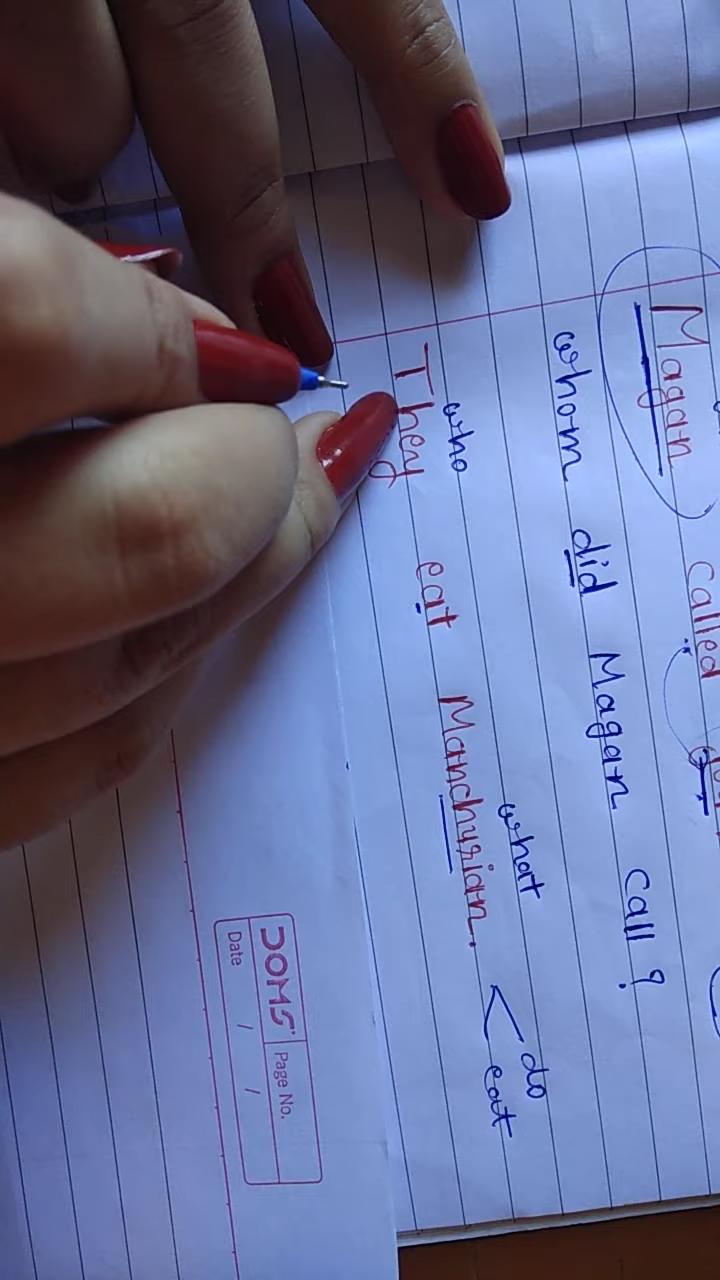 Magan called
whom did Magan call ?
who what do
They eat Manchurian. < eat
DOMS Page No.
Date / /